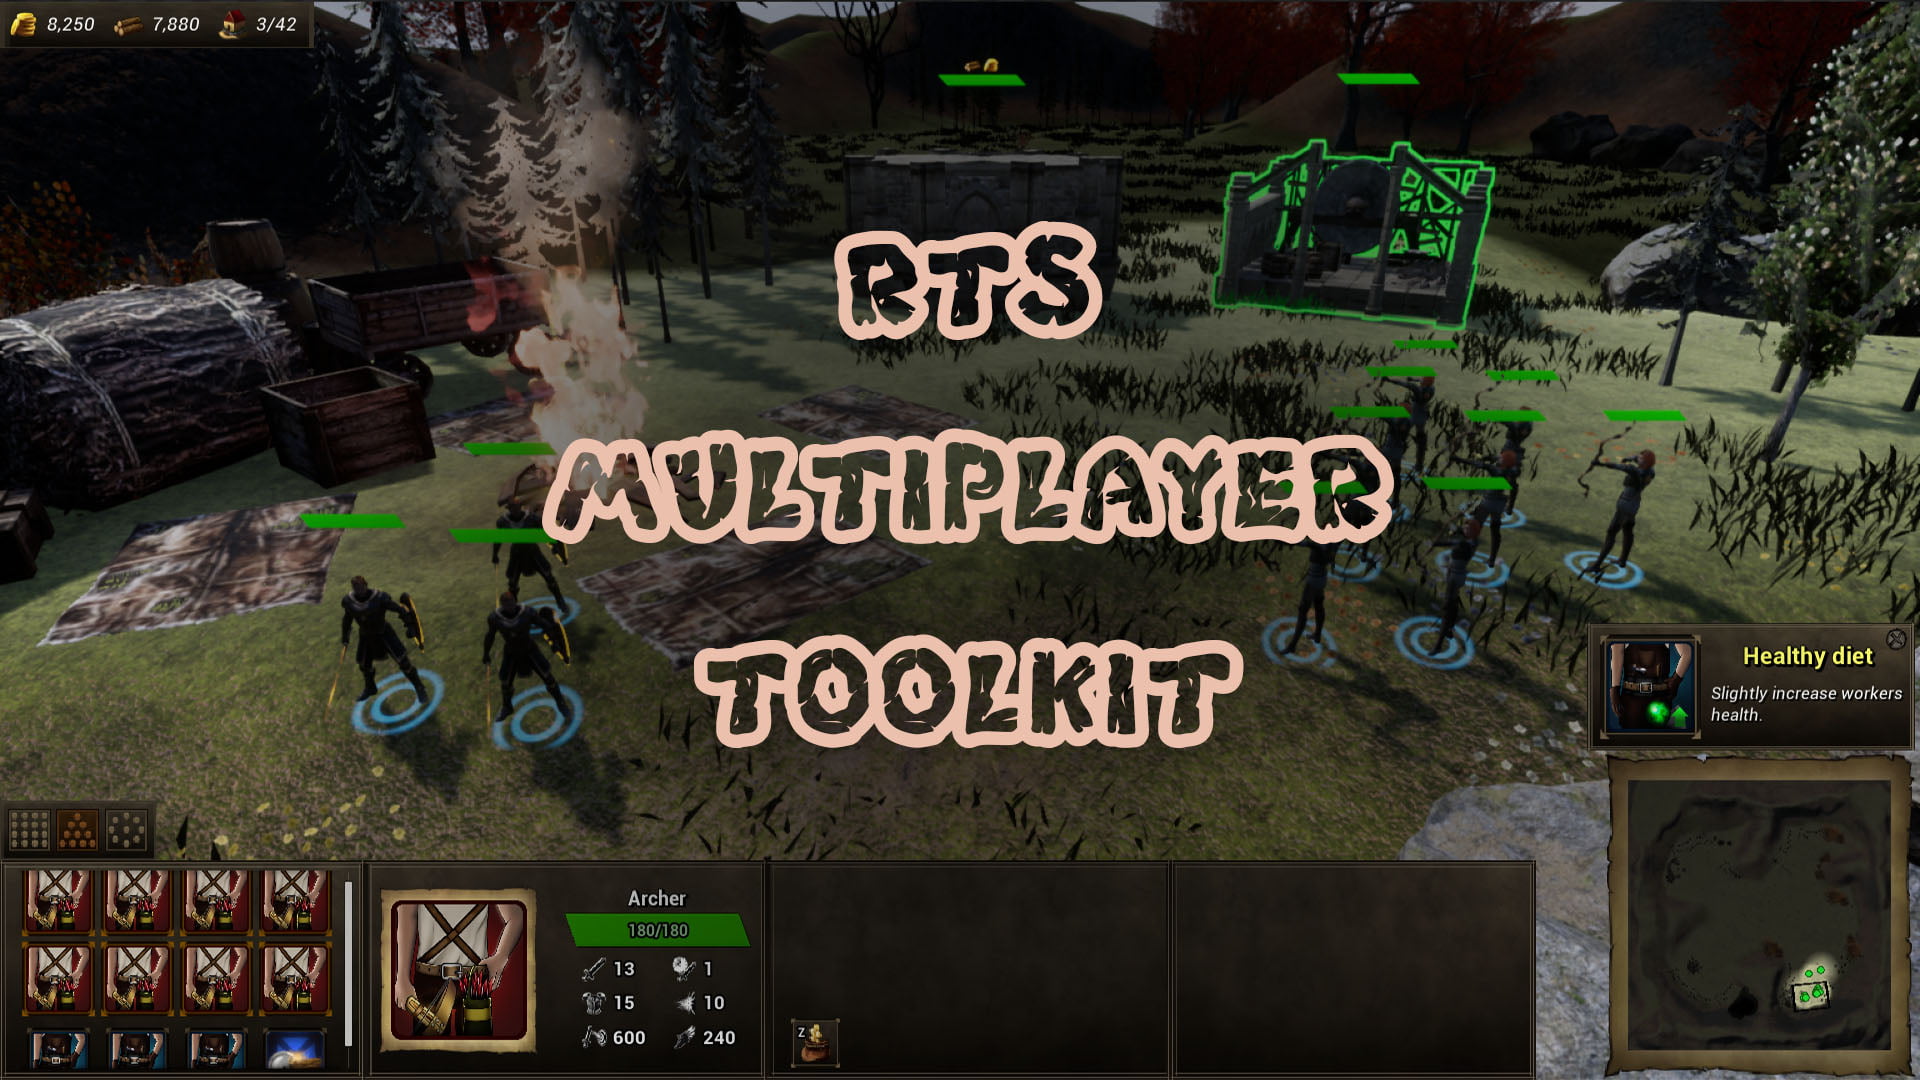 8,250 7,880 3/42
RTS
MULTIPLAYER
TOOLKIT
Healthy diet
Slightly increase workers
health.
Archer
180/180
13 1
15 10
600 240
Z